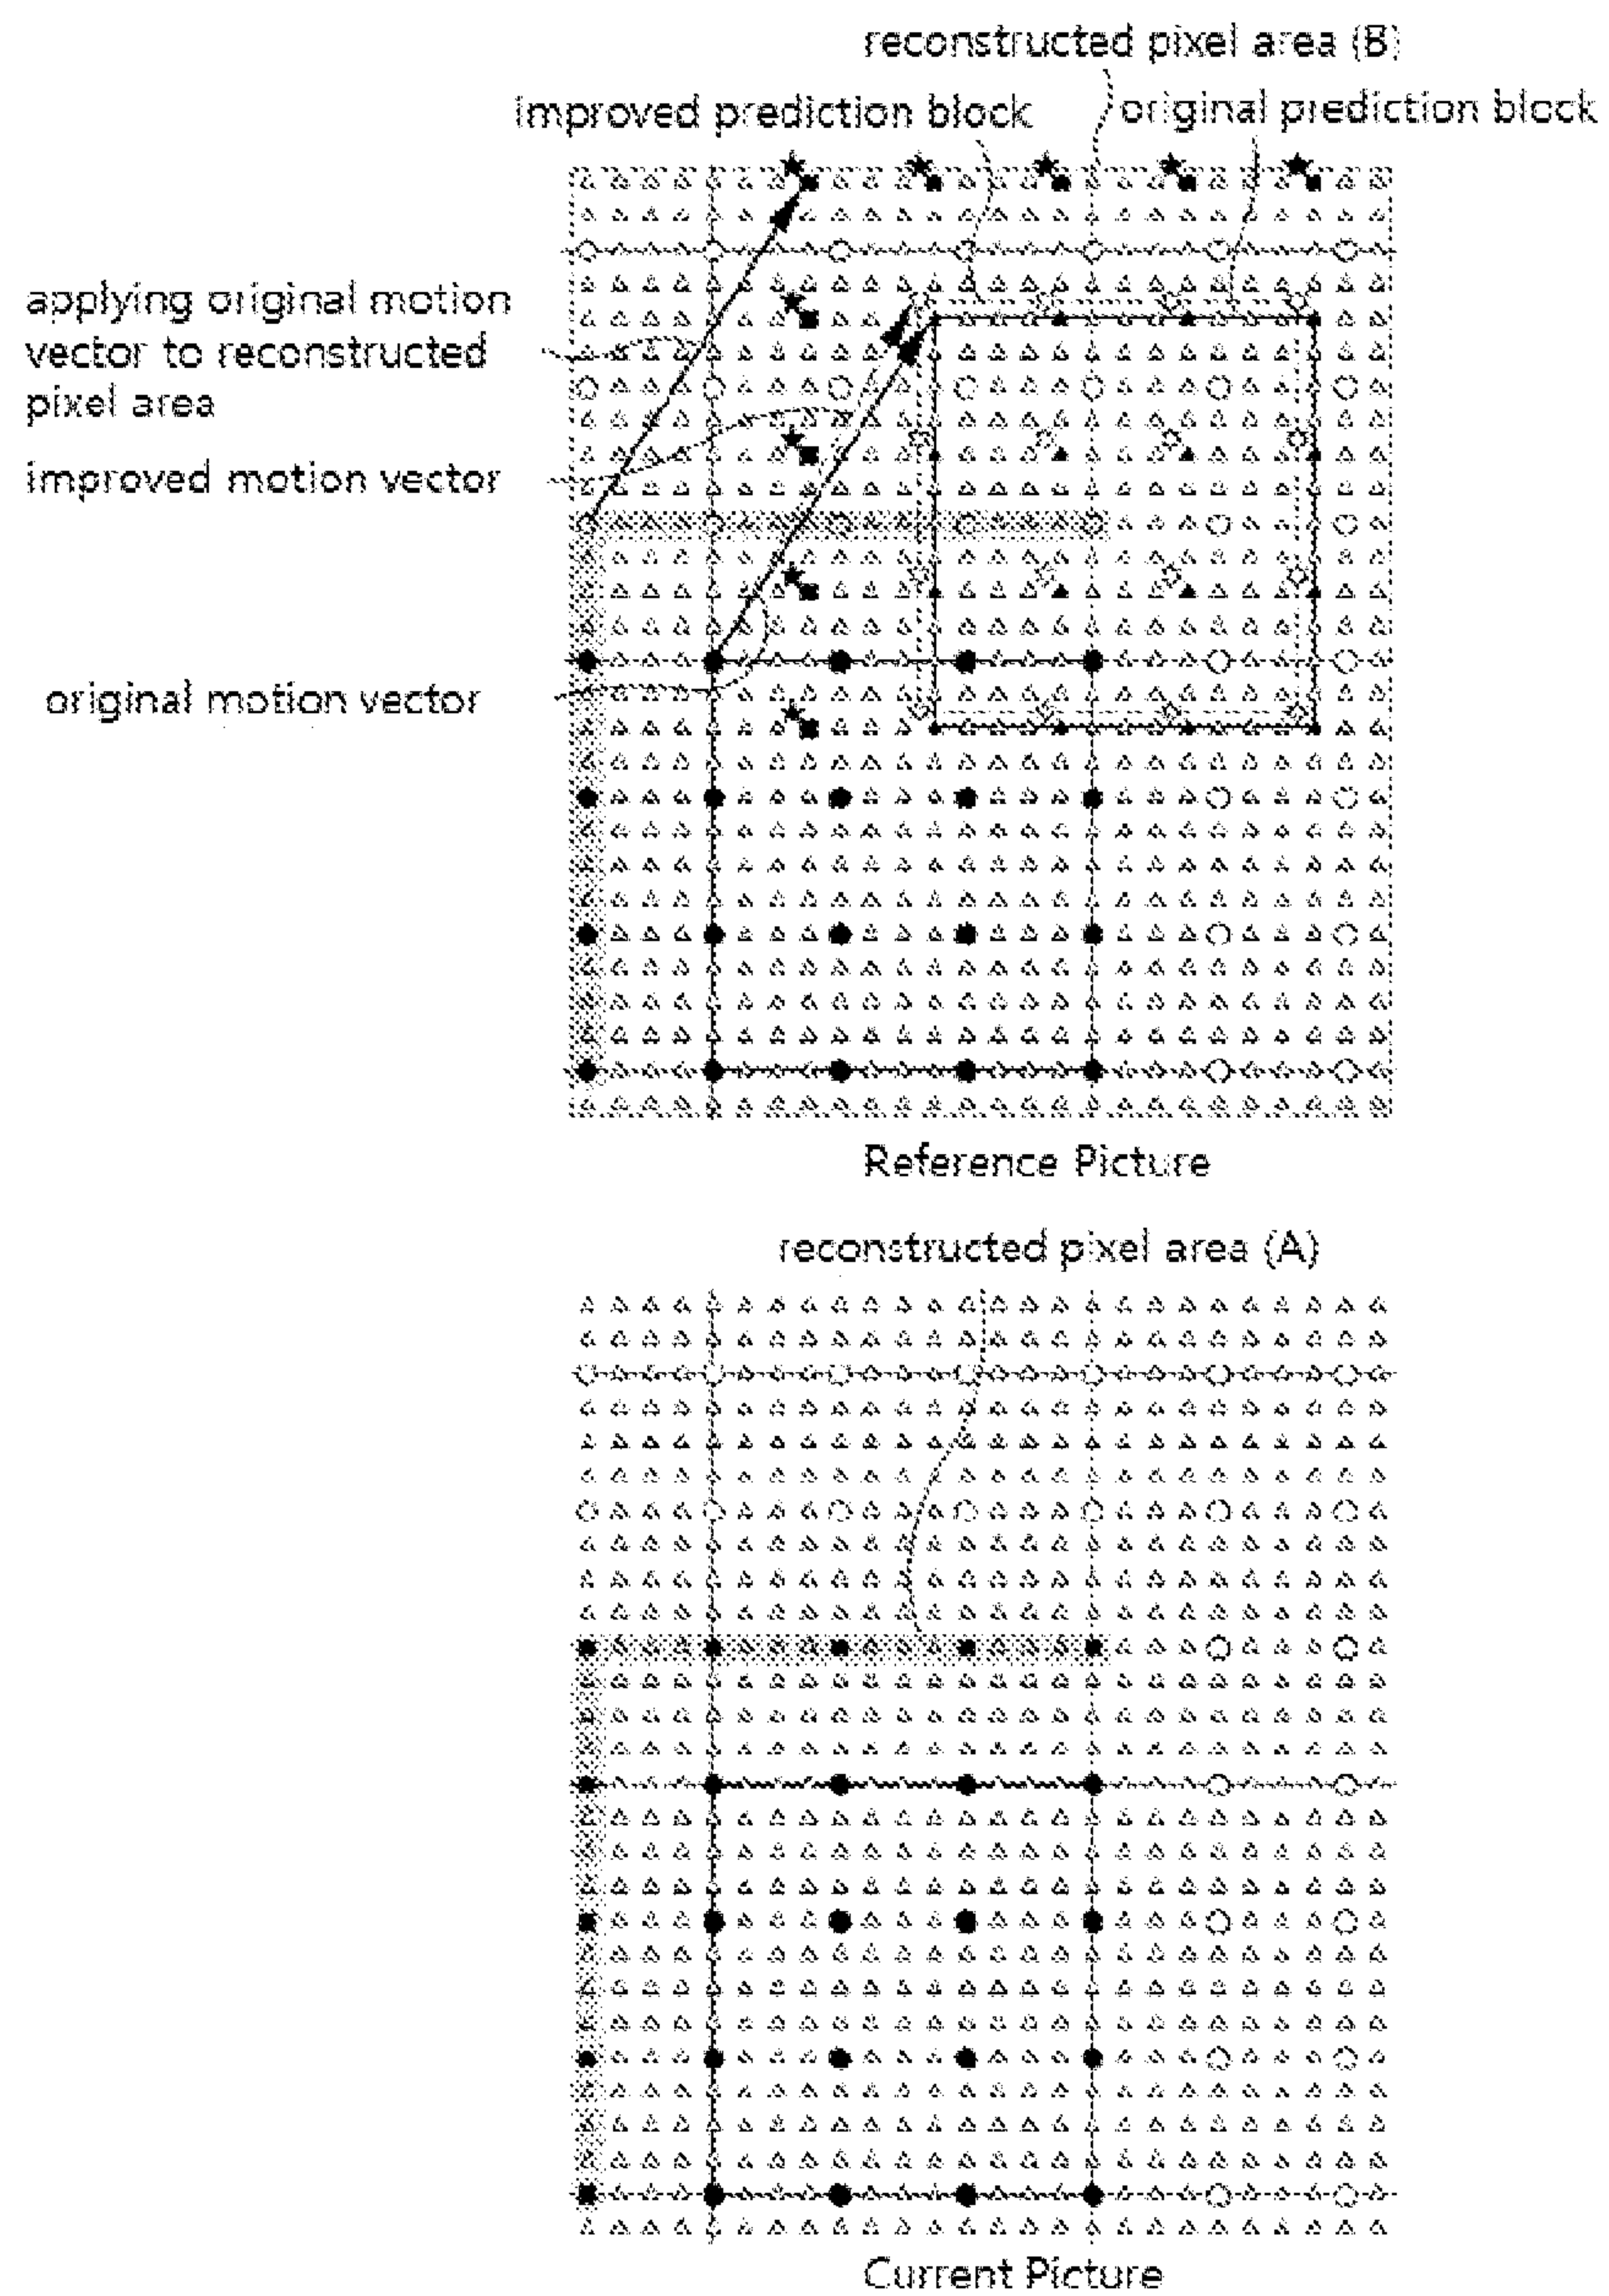 reconstructed pixel area (B)
improved prediction block
original prediction block
applying original motion
vector to reconstructed
pixel area
improved motion vector
original motion vector
Reference Picture
reconstructed pixel area (A)
Current Picture